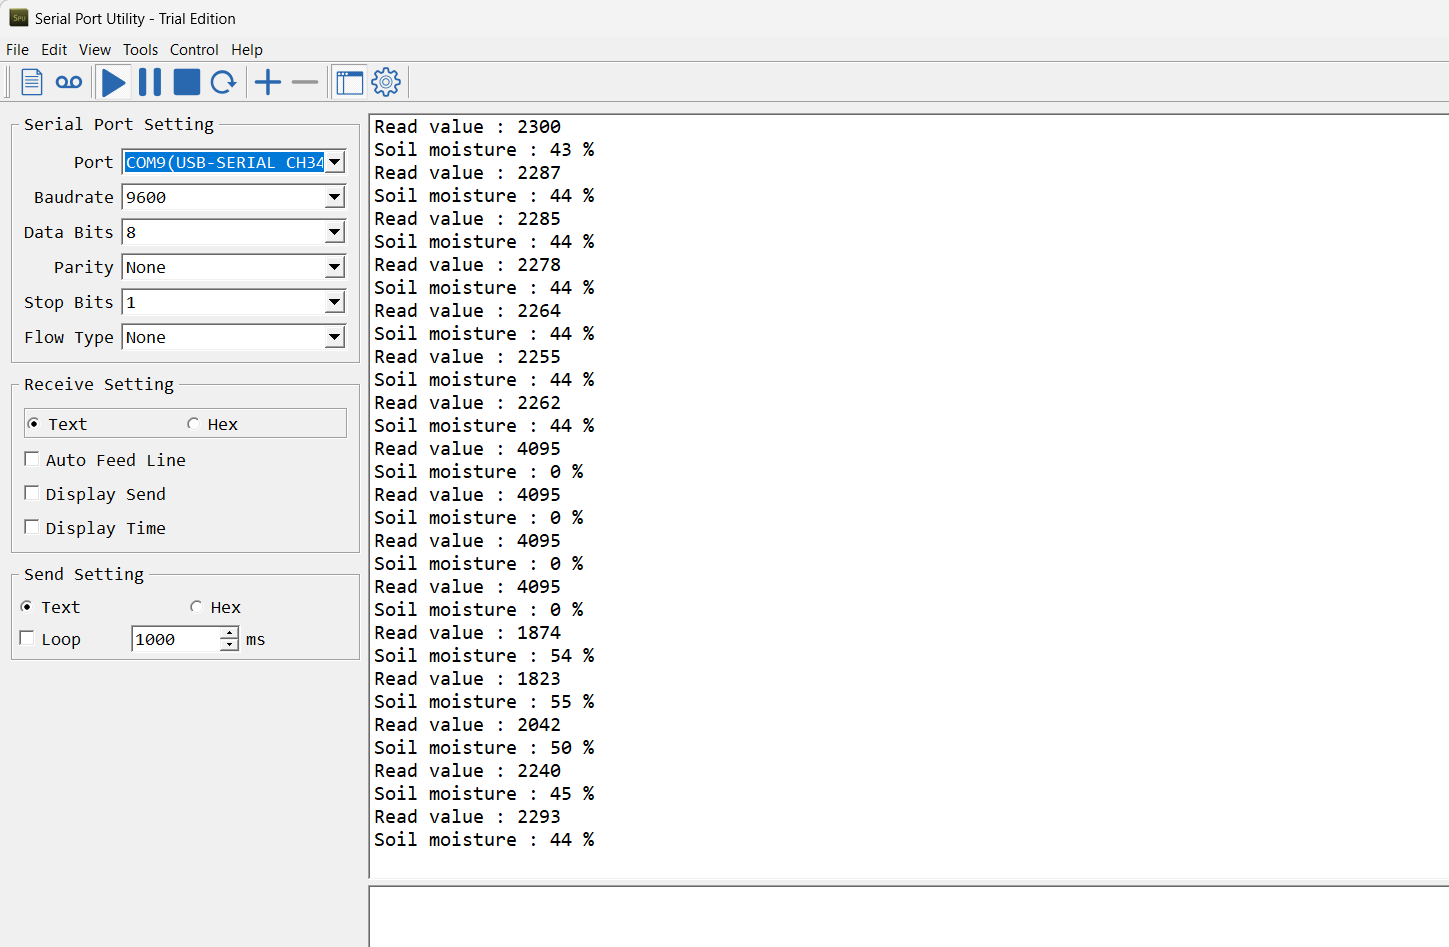 Spu Serial Port Utility - Trial Edition
File Edit View Tools Control Help
Serial Port Setting
Port COM9(USB-SERIAL CH34
Baudrate 9600
Data Bits 8
Parity None
Stop Bits 1
Flow Type None
Receive Setting
Text Hex
Auto Feed Line
Display Send
Display Time
Send Setting
Text Hex
Loop 1000 ms
Read value : 2300
Soil moisture : 43 %
Read value : 2287
Soil moisture : 44 %
Read value : 2285
Soil moisture : 44 %
Read value : 2278
Soil moisture : 44 %
Read value : 2264
Soil moisture : 44 %
Read value : 2255
Soil moisture : 44 %
Read value : 2262
Soil moisture : 44 %
Read value : 4095
Soil moisture : 0 %
Read value : 4095
Soil moisture : 0 %
Read value : 4095
Soil moisture : 0 %
Read value : 4095
Soil moisture : 0 %
Read value : 1874
Soil moisture : 54 %
Read value : 1823
Soil moisture : 55 %
Read value : 2042
Soil moisture : 50 %
Read value : 2240
Soil moisture : 45 %
Read value : 2293
Soil moisture : 44 %